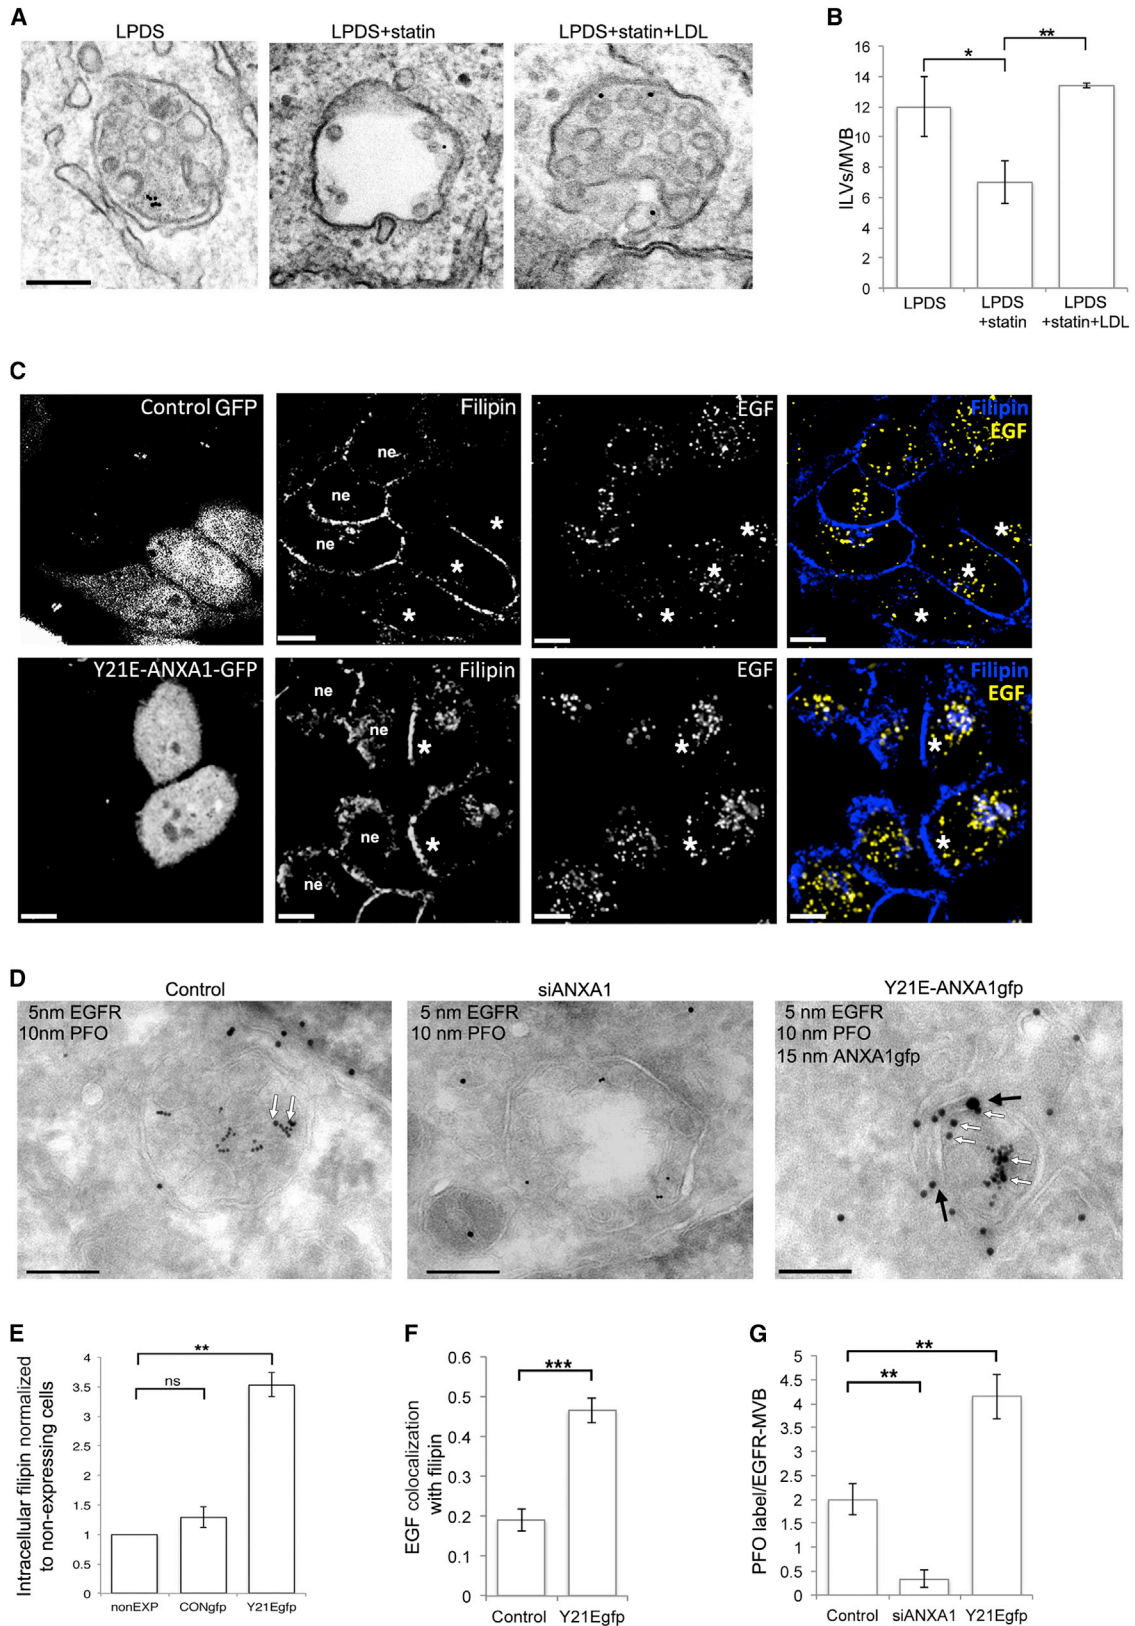 A
LPDS
LPDS+statin
LPDS+statin+LDL
B
ILVs/MVB
16
14
12
10
8
6
4
2
0
*
**
LPDS
LPDS
+statin
LPDS
+statin+LDL
C
Control GFP
Filipin
ne
ne
ne
*
*
*
EGF
*
*
*
Filipin
EGF
*
*
*
Y21E-ANXA1-GFP
Filipin
ne
ne
ne
ne
*
*
EGF
*
*
Filipin
EGF
*
*
D
Control
5nm EGFR
10nm PFO
siANXA1
5 nm EGFR
10 nm PFO
Y21E-ANXA1gfp
5 nm EGFR
10 nm PFO
15 nm ANXA1gfp
E
Intracellular filipin normalized
to non-expressing cells
4
3.5
3
2.5
2
1.5
1
0.5
0
**
ns
nonEXP
CONgfp
Y21Egfp
F
EGF colocalization
with filipin
0.6
0.5
0.4
0.3
0.2
0.1
0
***
Control
Y21Egfp
G
PFO label/EGFR-MVB
5
4.5
4
3.5
3
2.5
2
1.5
1
0.5
0
**
**
Control
siANXA1
Y21Egfp